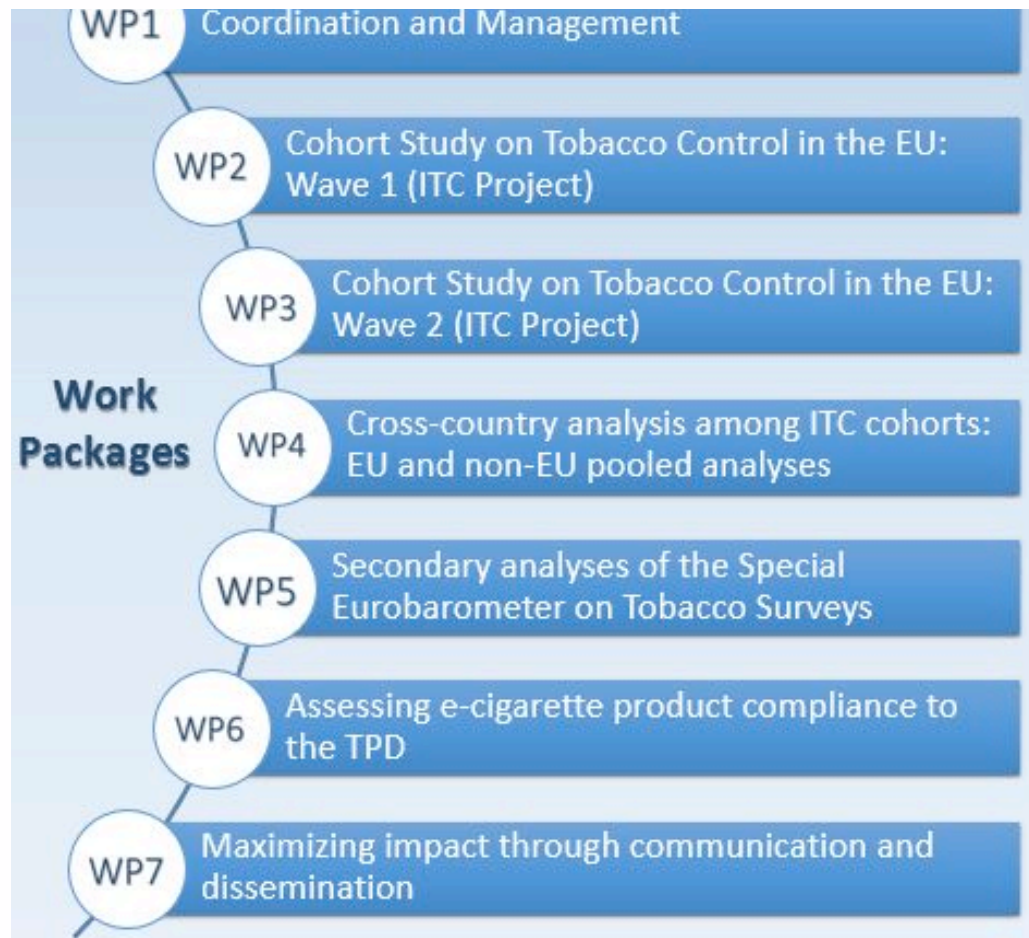 WP1
Coordination and Management
WP2
Cohort Study on Tobacco Control in the EU:
Wave 1 (ITC Project)
WP3
Cohort Study on Tobacco Control in the EU:
Wave 2 (ITC Project)
Work
Packages
WP4
Cross-country analysis among ITC cohorts:
EU and non-EU pooled analyses
WP5
Secondary analyses of the Special
Eurobarometer on Tobacco Surveys
WP6
Assessing e-cigarette product compliance to
the TPD
WP7
Maximizing impact through communication and
dissemination